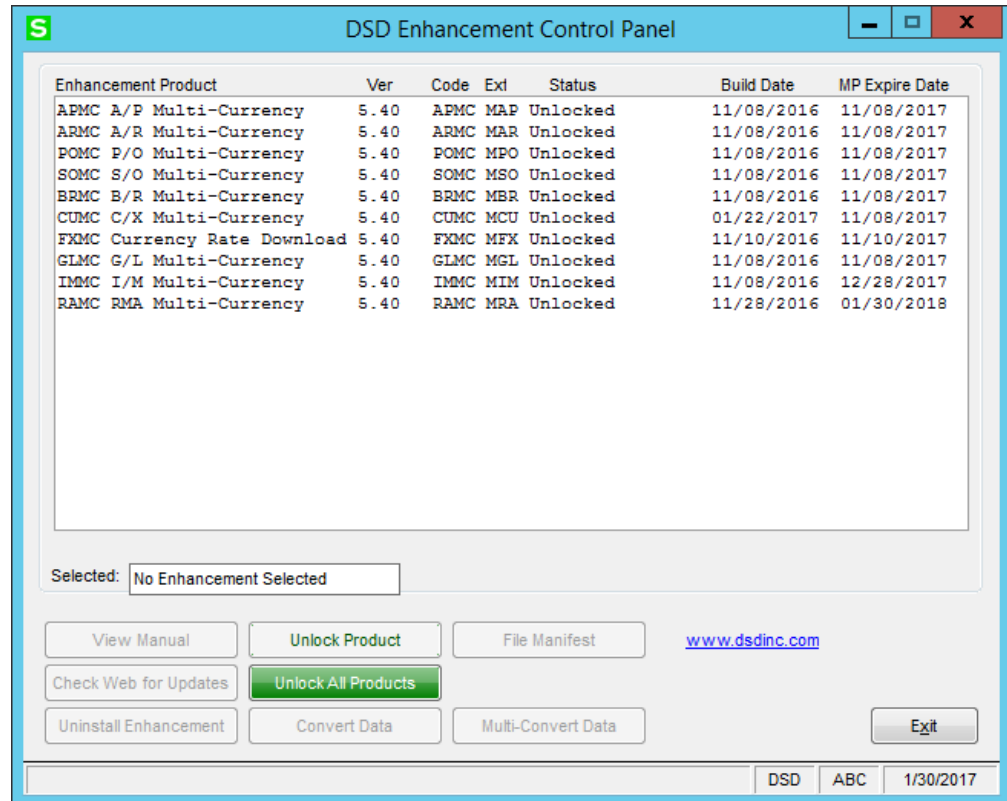 S DSD Enhancement Control Panel x
Enhancement Product Ver Code Ext Status Build Date MP Expire Date
APMC A/P Multi-Currency 5.40 APMC MAP Unlocked 11/08/2016 11/08/2017
ARMC A/R Multi-Currency 5.40 ARMC MAR Unlocked 11/08/2016 11/08/2017
POMC P/O Multi-Currency 5.40 POMC MPO Unlocked 11/08/2016 11/08/2017
SOMC S/O Multi-Currency 5.40 SOMC MSO Unlocked 11/08/2016 11/08/2017
BRMC B/R Multi-Currency 5.40 BRMC MBR Unlocked 11/08/2016 11/08/2017
CUMC C/X Multi-Currency 5.40 CUMC MCU Unlocked 01/22/2017 11/08/2017
FXMC Currency Rate Download 5.40 FXMC MFX Unlocked 11/10/2016 11/10/2017
GLMC G/L Multi-Currency 5.40 GLMC MGL Unlocked 11/08/2016 11/08/2017
IMMC I/M Multi-Currency 5.40 IMMC MIM Unlocked 11/08/2016 12/28/2017
RAMC RMA Multi-Currency 5.40 RAMC MRA Unlocked 11/28/2016 01/30/2018
Selected: No Enhancement Selected
View Manual Unlock Product File Manifest www.dsdinc.com
Check Web for Updates Unlock All Products
Uninstall Enhancement Convert Data Multi-Convert Data Exit
DSD ABC 1/30/2017